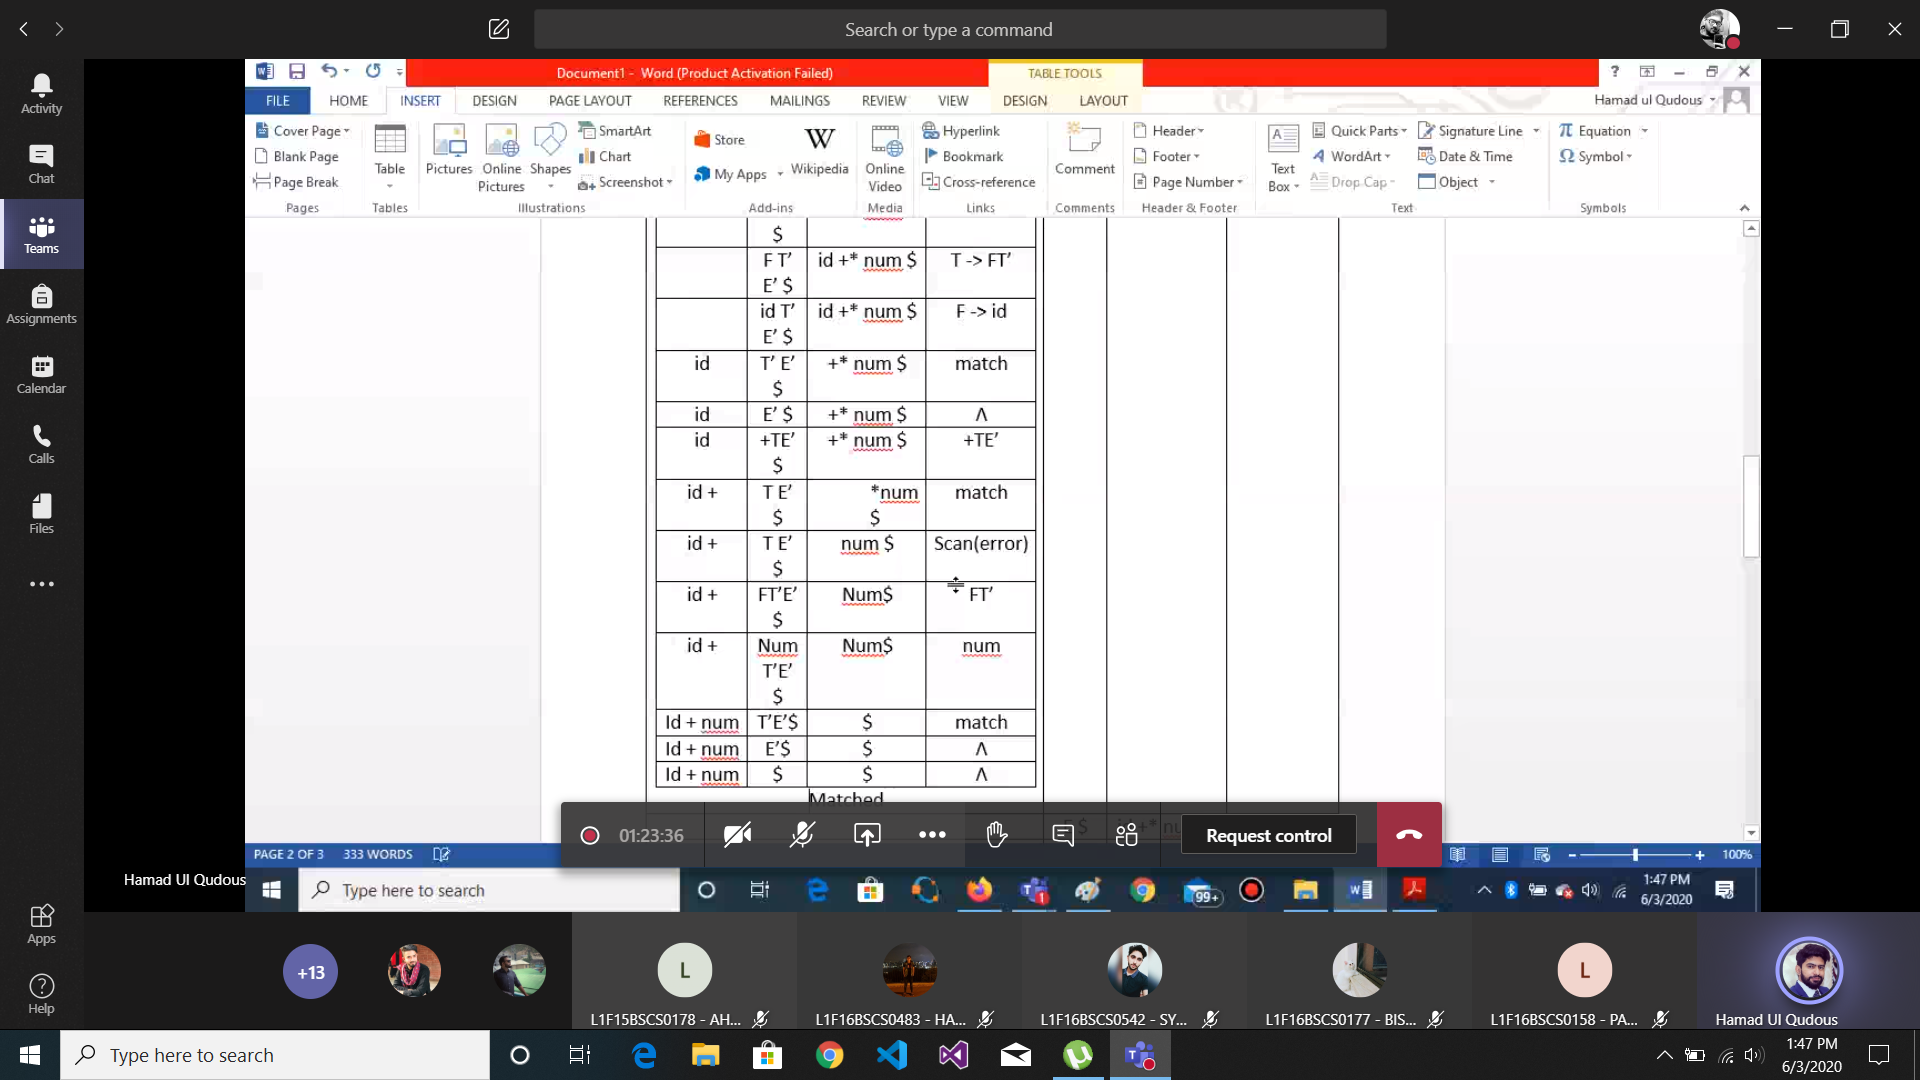 Search or type a command
Activity
Chat
Teams
Assignments
Calendar
Calls
Files
Apps
Help
Document1 - Word (Product Activation Failed)
TABLE TOOLS
FILE HOME INSERT DESIGN PAGE LAYOUT REFERENCES MAILINGS REVIEW VIEW DESIGN LAYOUT
Hamad ul Qudous
Cover Page
Blank Page
Page Break
Pages
Table
Tables
Pictures
Online Pictures
Shapes
SmartArt
Chart
Screenshot
Illustrations
Store
My Apps
Wikipedia
Add-ins
Online Video
Media
Hyperlink
Bookmark
Cross-reference
Links
Comment
Comments
Header
Footer
Page Number
Header & Footer
Text Box
Quick Parts
WordArt
Drop Cap
Signature Line
Date & Time
Object
Text
Equation
Symbol
Symbols
$
F T’ id +* num $ T -> FT’
E’ $
id T’ id +* num $ F -> id
E’ $
id T’ E’ +* num $ match
$
id E’ $ +* num $ Λ
id +TE’ +* num $ +TE’
$
id + T E’ *num match
$ $
id + T E’ num $ Scan(error)
$
id + FT’E’ Num$ FT’
$
id + Num Num$ num
T’E’
$
Id + num T’E’$ $ match
Id + num E’$ $ Λ
Id + num $ $ Λ
Matched
01:23:36
Request control
PAGE 2 OF 3 333 WORDS
100%
Hamad Ul Qudous
Type here to search
99+
1
1:47 PM
6/3/2020
+13
L
L
L1F15BSCS0178 - AH...
L1F16BSCS0483 - HA...
L1F16BSCS0542 - SY...
L1F16BSCS0177 - BIS...
L1F16BSCS0158 - PA...
Hamad Ul Qudous
Type here to search
1:47 PM
6/3/2020